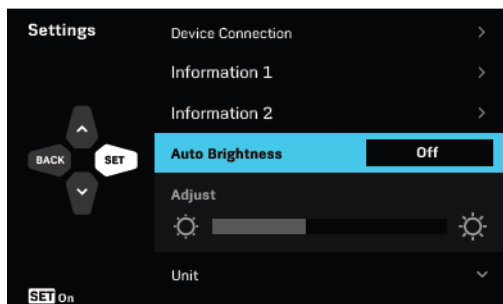 Settings
Device Connection
Information 1
Information 2
BACK
SET
Auto Brightness
Off
Adjust
Unit
SET On